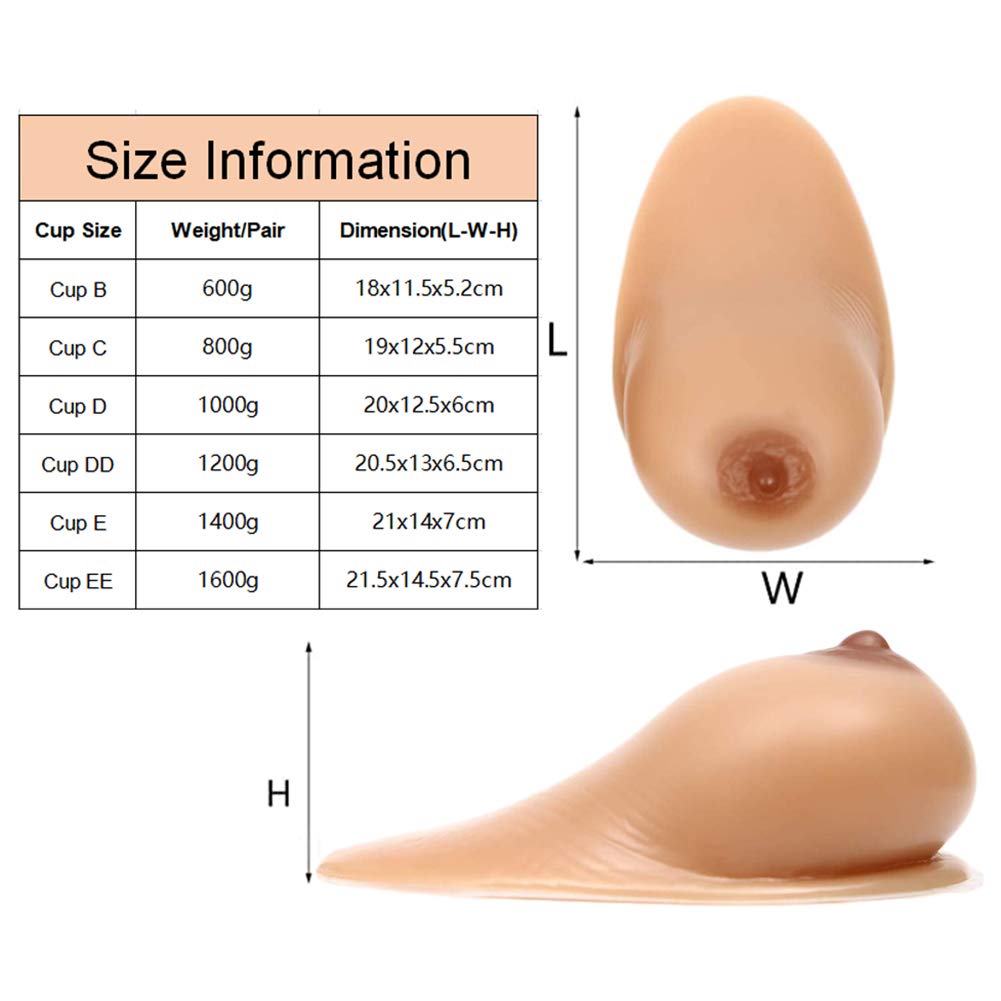 Size Information
Cup Size Weight/Pair Dimension(L-W-H)
Cup B 600g 18x11.5x5.2cm
Cup C 800g 19x12x5.5cm
Cup D 1000g 20x12.5x6cm
Cup DD 1200g 20.5x13x6.5cm
Cup E 1400g 21x14x7cm
Cup EE 1600g 21.5x14.5x7.5cm
L
W
H